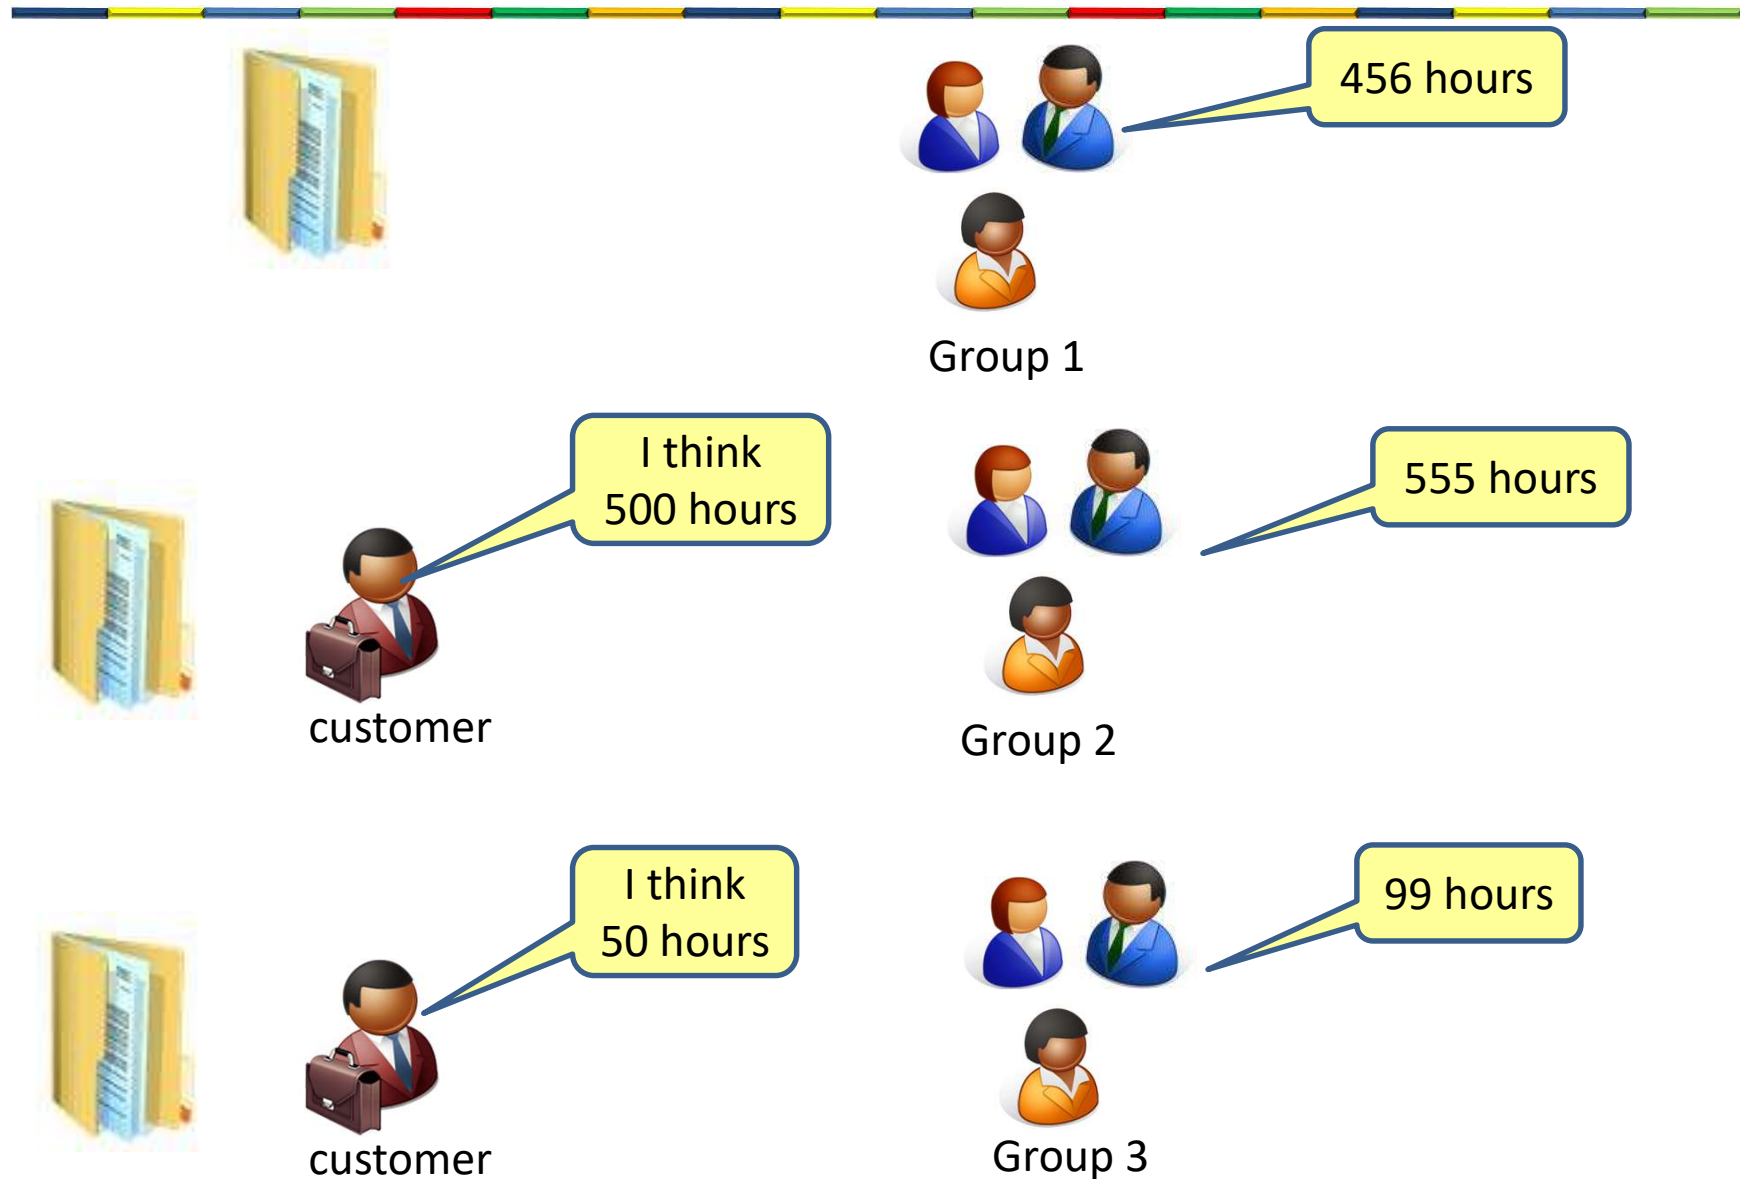 456 hours
Group 1
I think
500 hours
555 hours
customer
Group 2
I think
50 hours
99 hours
customer
Group 3